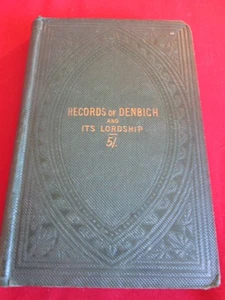 RECORDS OF DENBIGH
AND
ITS LORDSHIP
5/.